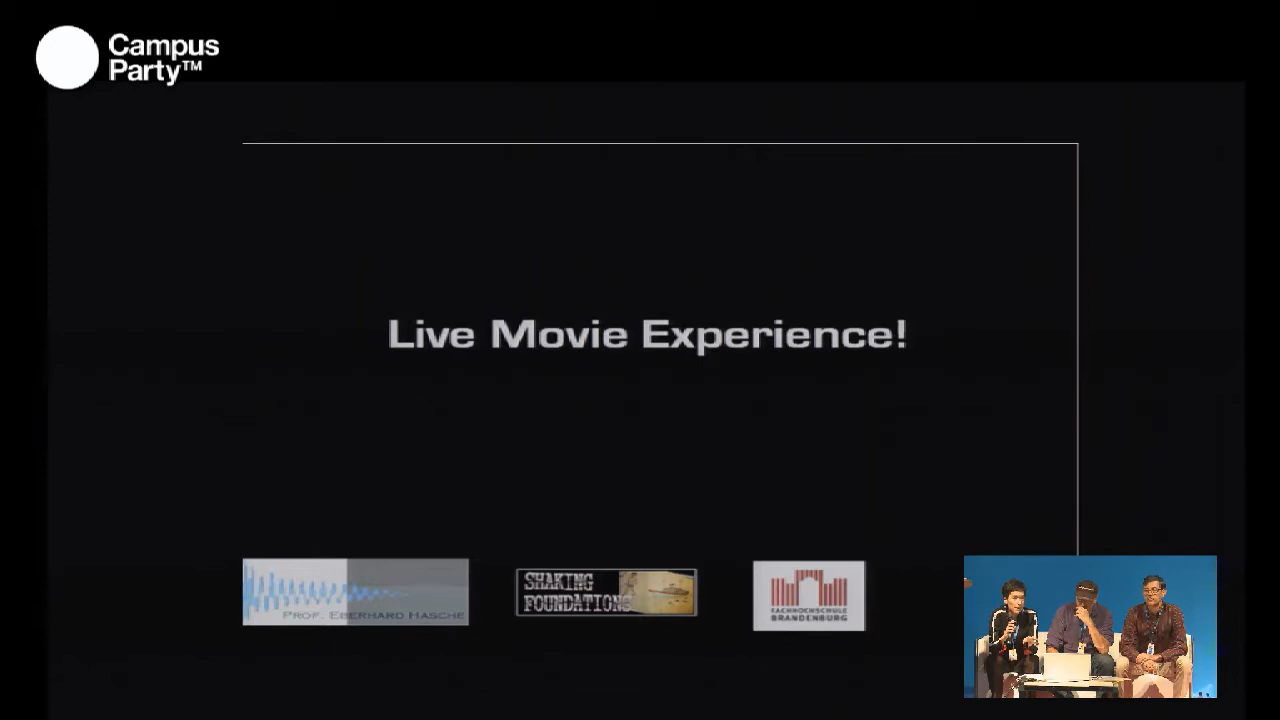 Campus
Party™
Live Movie Experience!
PROF. EBERHARD HASCHE
SHAKING
FOUNDATIONS
FACHHOCHSCHULE
BRANDENBURG